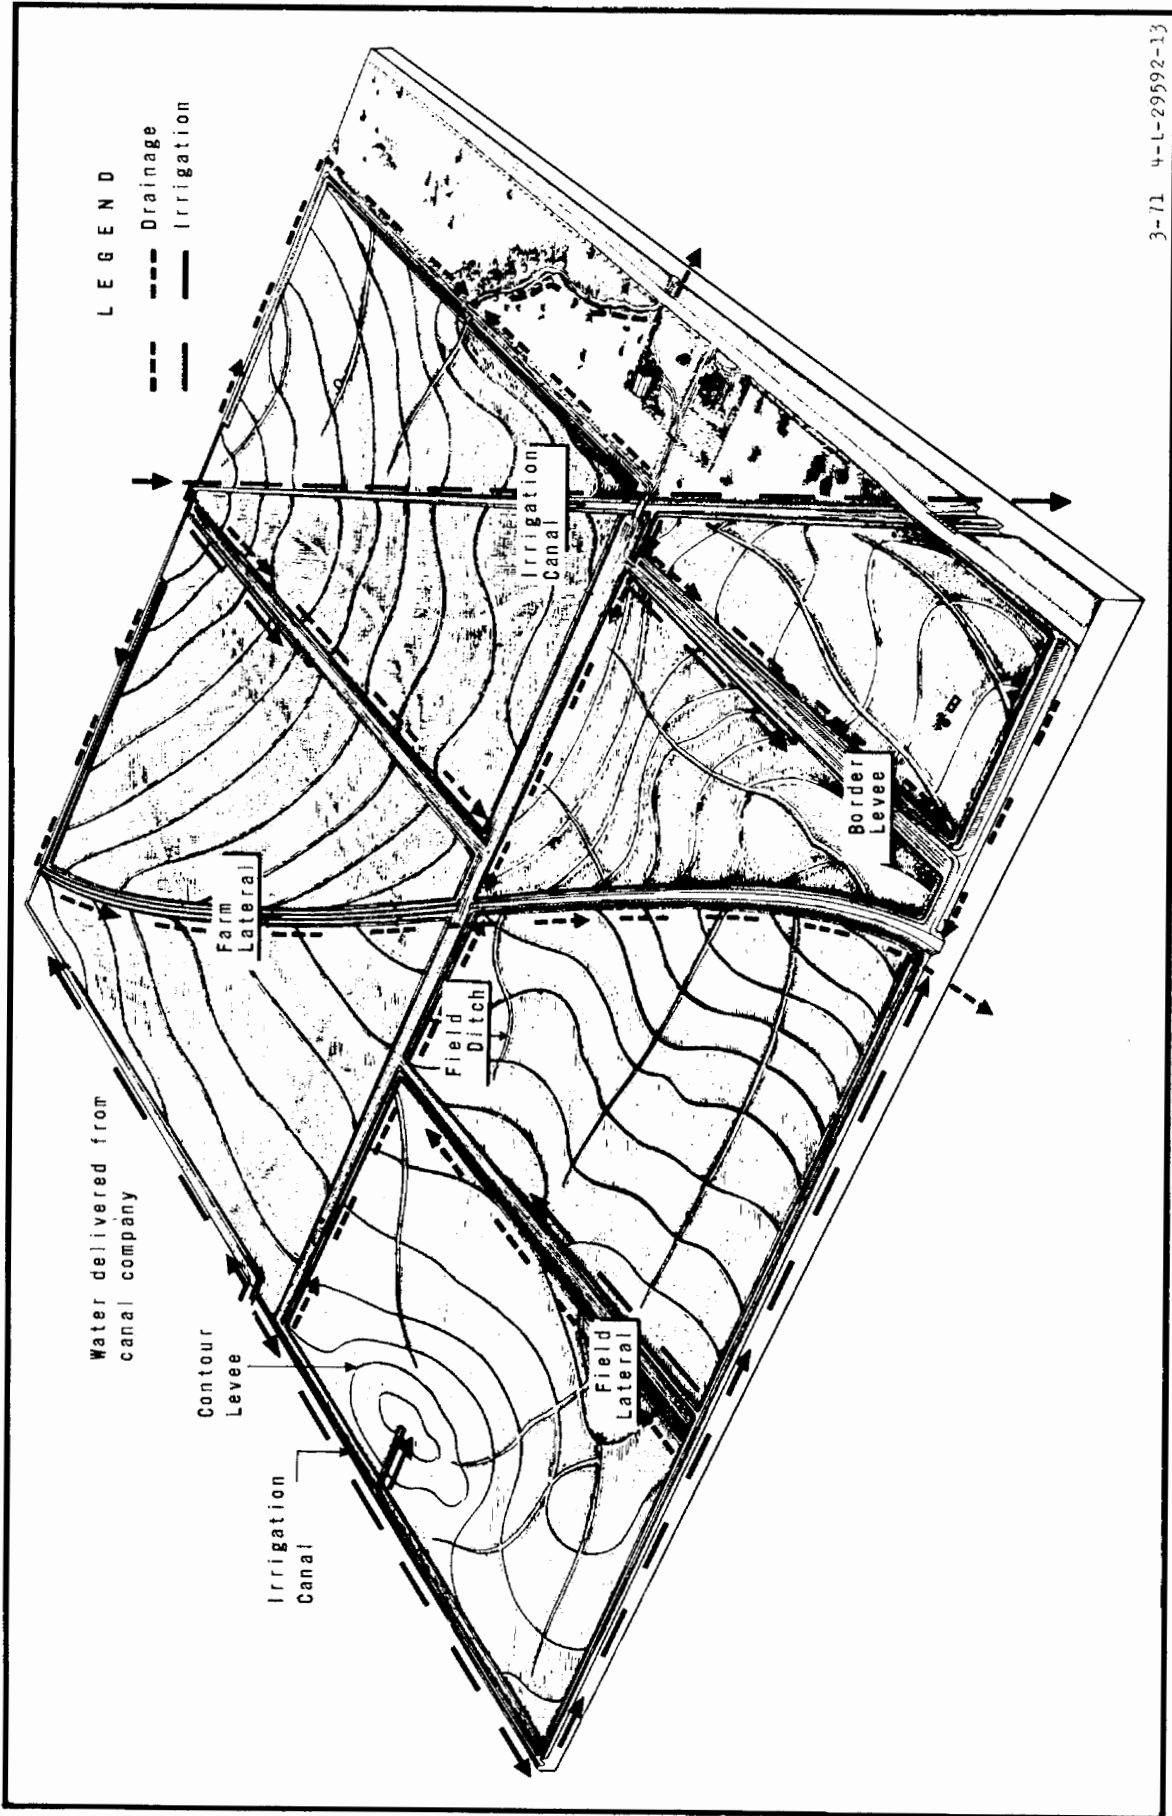 LEGEND
Drainage
Irrigation
Water delivered from
canal company
Contour
Levee
Irrigation
Canal
Farm
Lateral
Irrigation
Canal
Field
Ditch
Field
Lateral
Border
Levee
3-71 4-L-29592-13